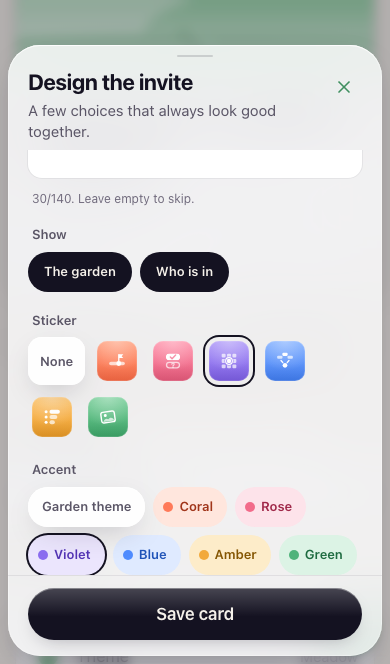 Design the invite
A few choices that always look good
together.
30/140. Leave empty to skip.
Show
The garden Who is in
Sticker
None
Accent
Garden theme Coral Rose
Violet Blue Amber Green
Save card